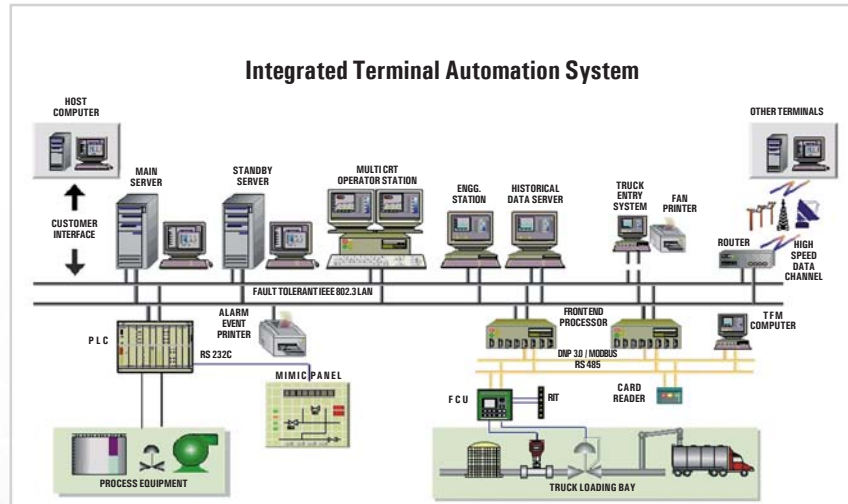 Integrated Terminal Automation System
HOST
COMPUTER
OTHER TERMINALS
MAIN
SERVER
STANDBY
SERVER
MULTI CRT
OPERATOR STATION
ENGG.
STATION
HISTORICAL
DATA SERVER
TRUCK
ENTRY
SYSTEM
FAN
PRINTER
CUSTOMER
INTERFACE
ROUTER
HIGH
SPEED
DATA
CHANNEL
FAULT TOLERANT IEEE 802.3 LAN
PLC
ALARM
EVENT
PRINTER
FRONT END
PROCESSOR
TFM
COMPUTER
RS 232C
DNP 3.0 / MODBUS
RS 485
MIMIC PANEL
FCU
RIT
CARD
READER
PROCESS EQUIPMENT
TRUCK LOADING BAY